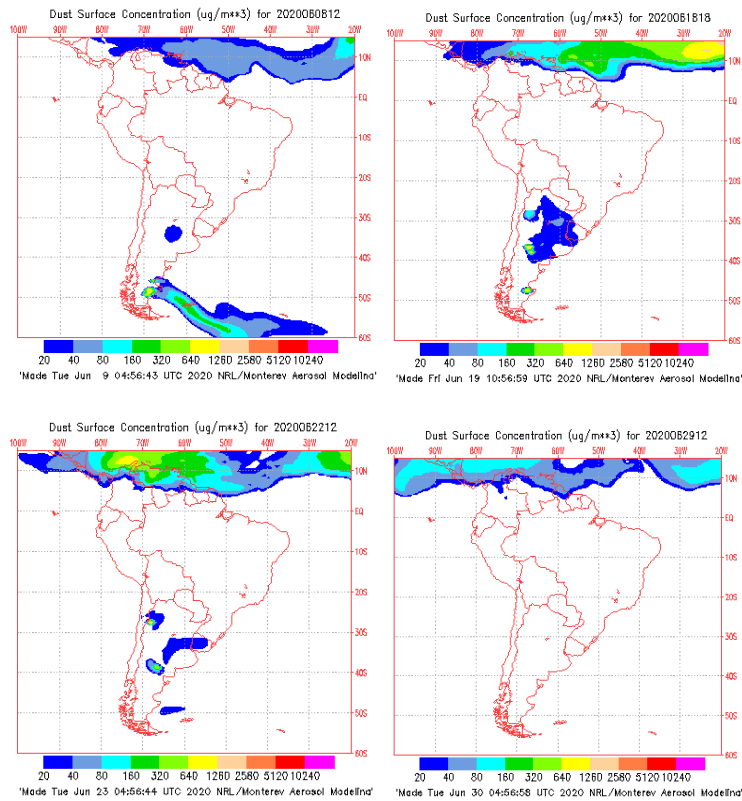 Dust Surface Concentration (ug/m**3) for 2020060812
100W 90W 80W 70W 60W 50W 40W 30W 20W
10N
EQ
10S
20S
30S
40S
50S
60S
20 40 80 160 320 640 1260 2580 5120 10240
'Made Tue Jun 9 04:56:43 UTC 2020 NRL/Monterey Aerosol Modeling'
Dust Surface Concentration (ug/m**3) for 2020061818
100W 90W 80W 70W 60W 50W 40W 30W 20W
10N
EQ
10S
20S
30S
40S
50S
60S
20 40 80 160 320 640 1260 2580 5120 10240
'Made Fri Jun 19 10:56:59 UTC 2020 NRL/Monterey Aerosol Modeling'
Dust Surface Concentration (ug/m**3) for 2020062212
100W 90W 80W 70W 60W 50W 40W 30W 20W
10N
EQ
10S
20S
30S
40S
50S
60S
20 40 80 160 320 640 1260 2580 5120 10240
'Made Tue Jun 23 04:56:44 UTC 2020 NRL/Monterey Aerosol Modeling'
Dust Surface Concentration (ug/m**3) for 2020062912
100W 90W 80W 70W 60W 50W 40W 30W 20W
10N
EQ
10S
20S
30S
40S
50S
60S
20 40 80 160 320 640 1260 2580 5120 10240
'Made Tue Jun 30 04:56:58 UTC 2020 NRL/Monterey Aerosol Modeling'